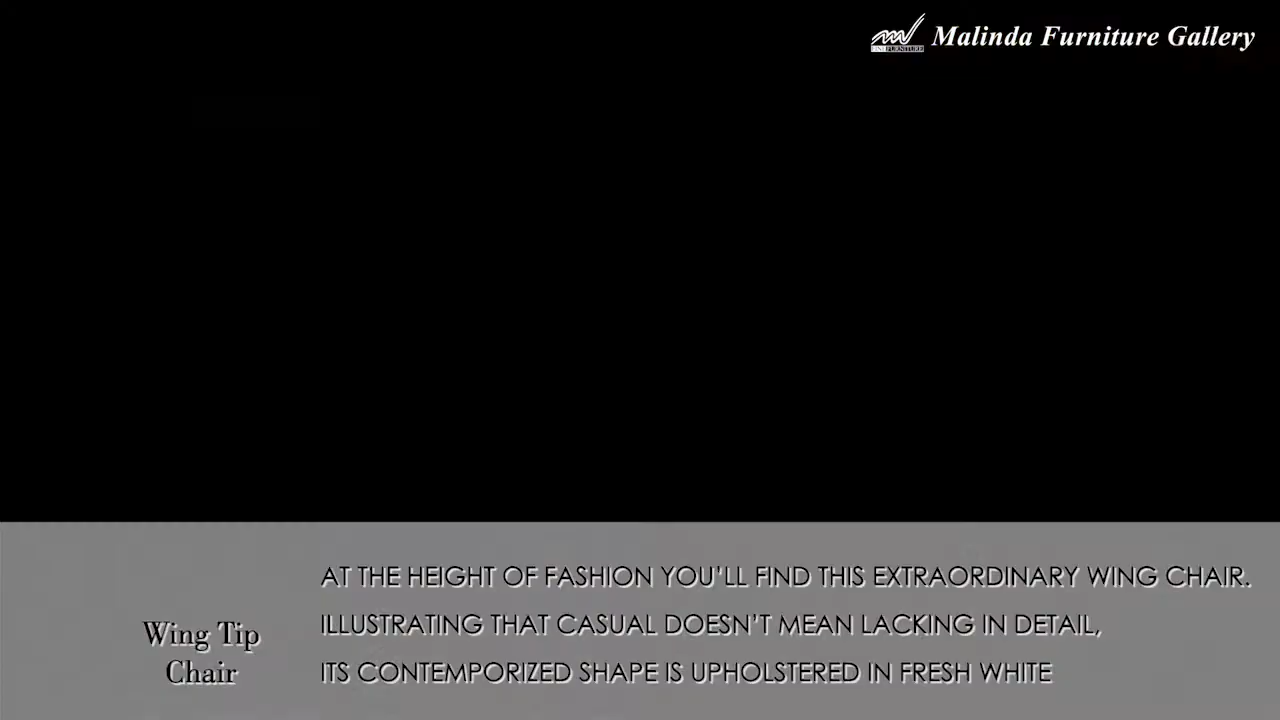 Malinda Furniture Gallery
AT THE HEIGHT OF FASHION YOU'LL FIND THIS EXTRAORDINARY WING CHAIR.
ILLUSTRATING THAT CASUAL DOESN'T MEAN LACKING IN DETAIL,
ITS CONTEMPORIZED SHAPE IS UPHOLSTERED IN FRESH WHITE
Wing Tip
Chair